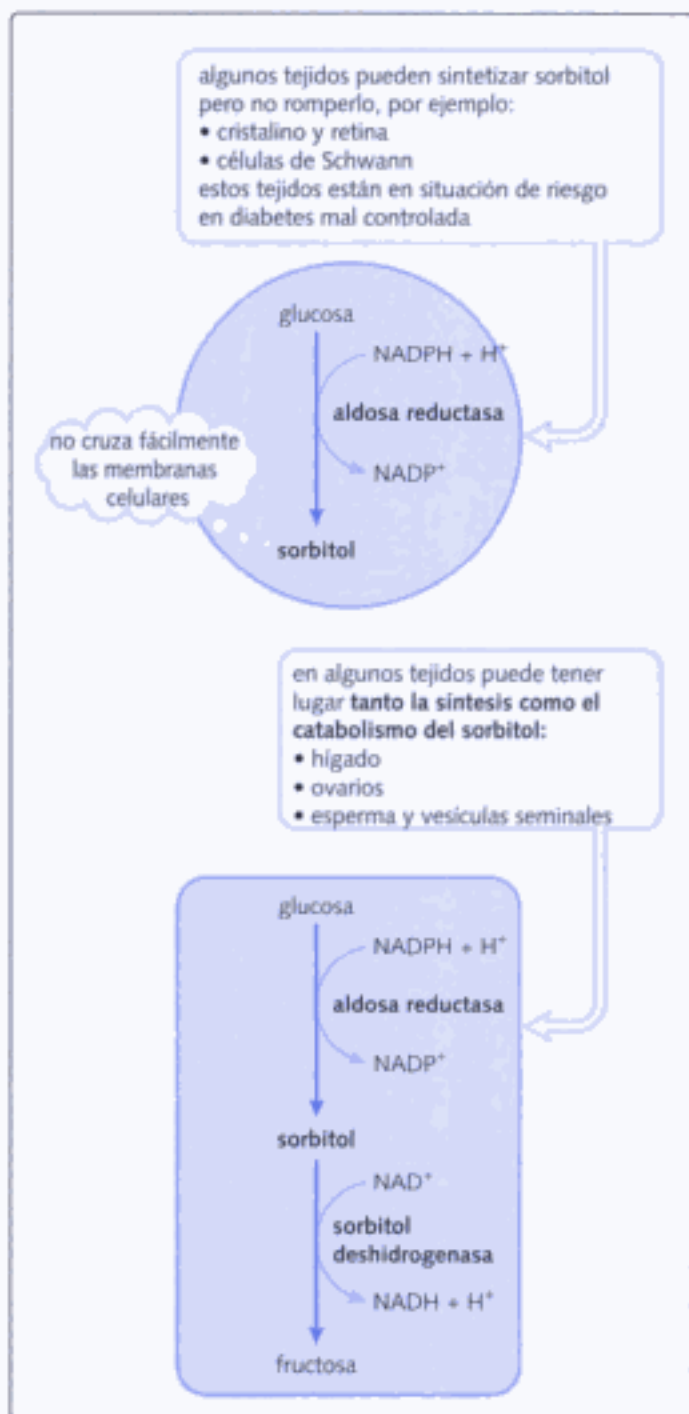 algunos tejidos pueden sintetizar sorbitol
pero no romperlo, por ejemplo:
• cristalino y retina
• células de Schwann
estos tejidos están en situación de riesgo
en diabetes mal controlada
glucosa
NADPH + H⁺
aldosa reductasa
no cruza fácilmente
las membranas
celulares
NADP⁺
sorbitol
en algunos tejidos puede tener
lugar tanto la síntesis como el
catabolismo del sorbitol:
• hígado
• ovarios
• esperma y vesículas seminales
glucosa
NADPH + H⁺
aldosa reductasa
NADP⁺
sorbitol
NAD⁺
sorbitol
deshidrogenasa
NADH + H⁺
fructosa